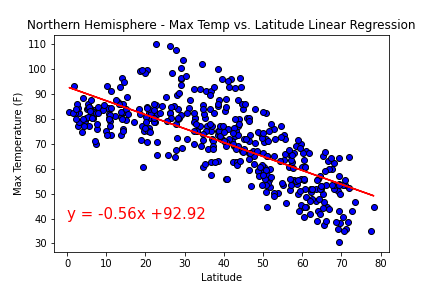 Northern Hemisphere - Max Temp vs. Latitude Linear Regression
110
100
90
80
70
60
50
40
30
Max Temperature (F)
y = -0.56x +92.92
0 10 20 30 40 50 60 70 80
Latitude